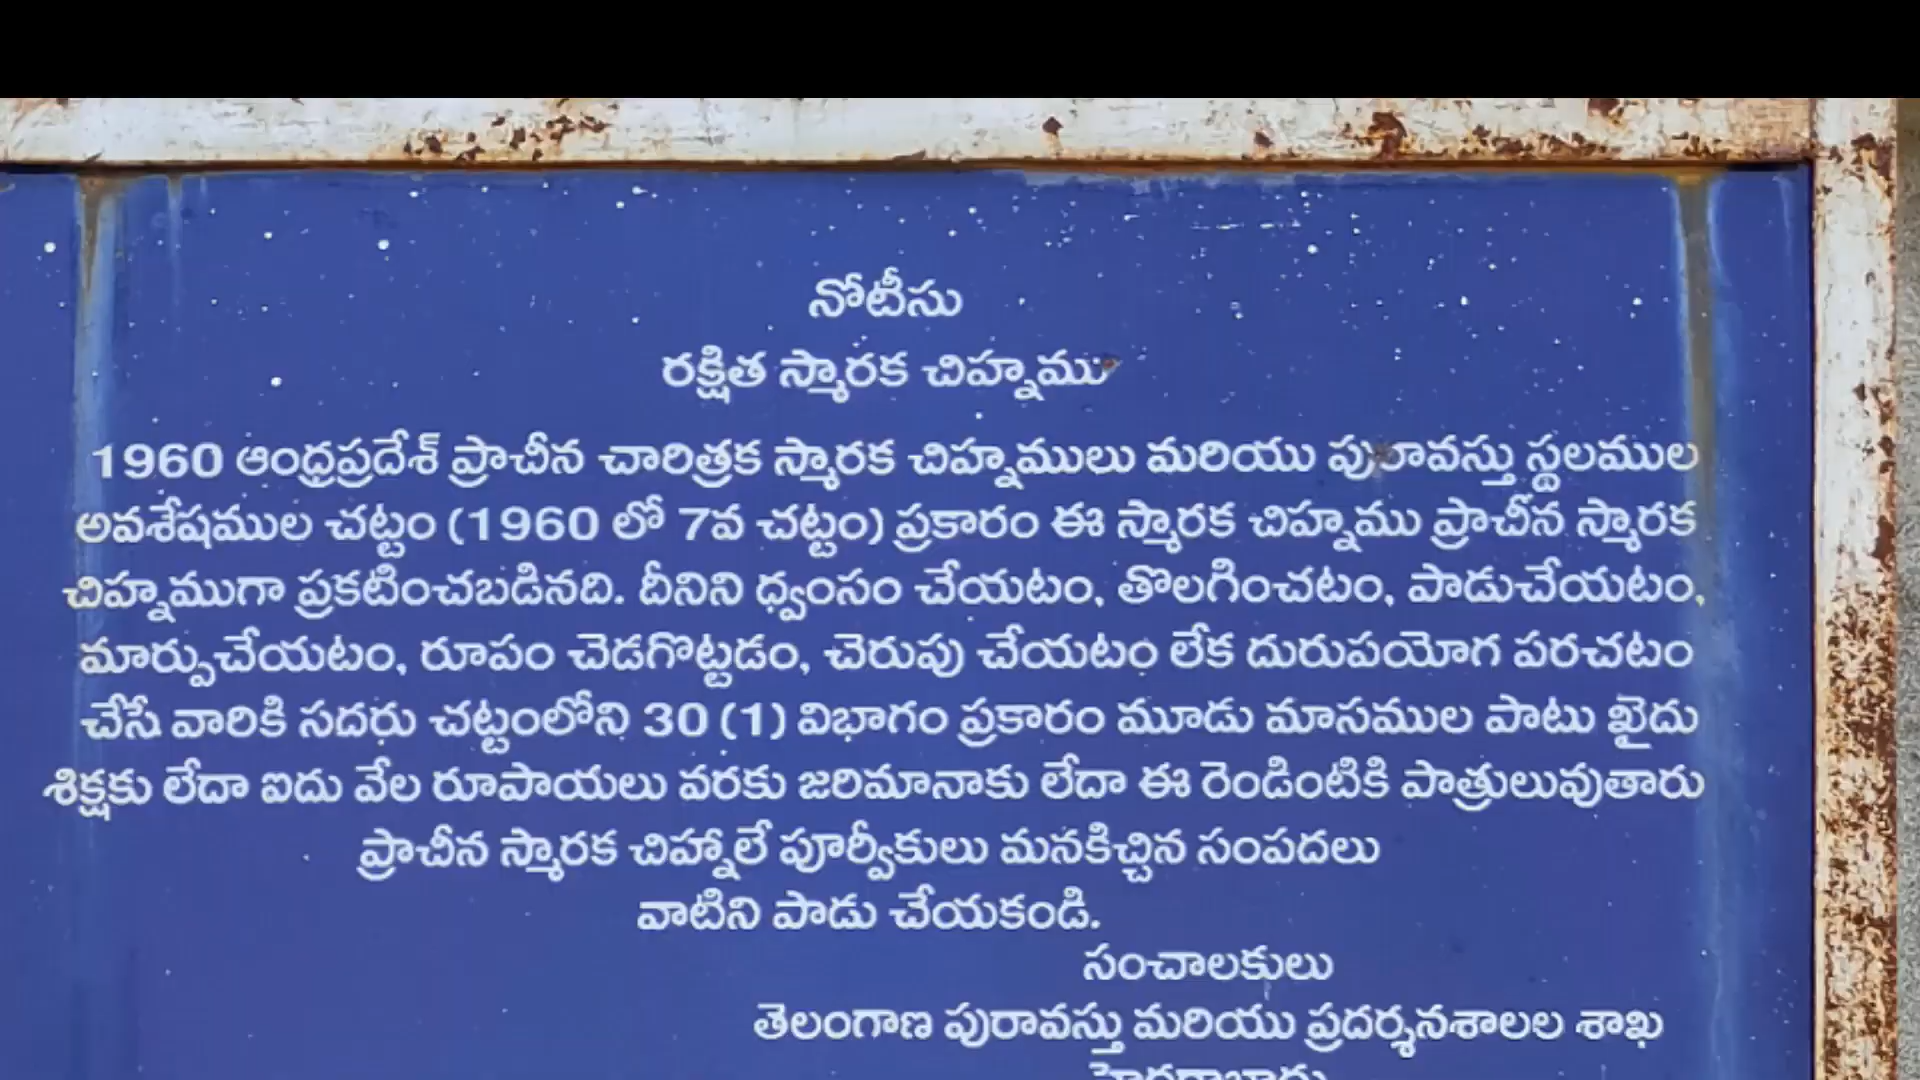 నోటీసు
రక్షిత స్మారక చిహ్నము
1960 ఆంధ్రప్రదేశ్ ప్రాచీన చారిత్రక స్మారక చిహ్నములు మరియు పురావస్తు స్థలముల
అవశేషముల చట్టం (1960 లో 7వ చట్టం) ప్రకారం ఈ స్మారక చిహ్నము ప్రాచీన స్మారక
చిహ్నముగా ప్రకటించబడినది. దీనిని ధ్వంసం చేయటం, తొలగించటం, పాడుచేయటం,
మార్పుచేయటం, రూపం చెడగొట్టడం, చెరుపు చేయటం లేక దురుపయోగ పరచటం
చేసే వారికి సదరు చట్టంలోని 30 (1) విభాగం ప్రకారం మూడు మాసముల పాటు ఖైదు
శిక్షకు లేదా ఐదు వేల రూపాయలు వరకు జరిమానాకు లేదా ఈ రెండింటికి పాత్రులువుతారు
ప్రాచీన స్మారక చిహ్నాలే పూర్వీకులు మనకిచ్చిన సంపదలు
వాటిని పాడు చేయకండి.
సంచాలకులు
తెలంగాణ పురావస్తు మరియు ప్రదర్శనశాలల శాఖ